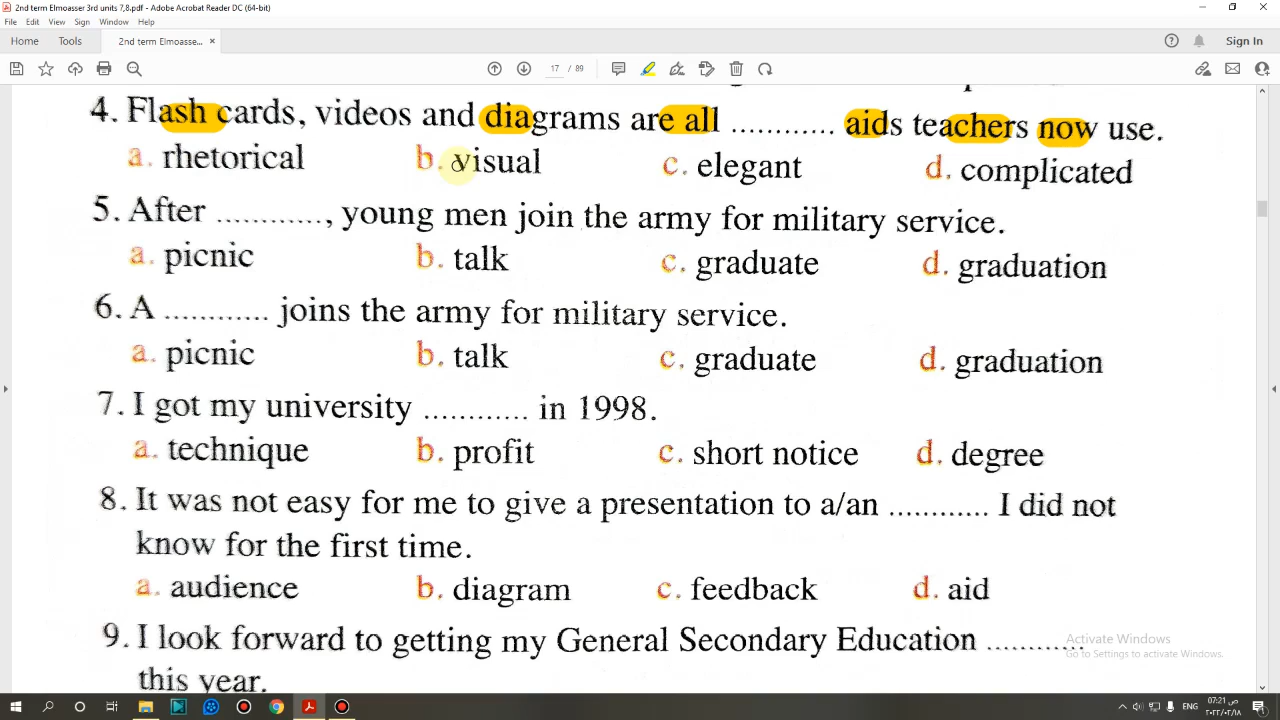 2nd term Elmoasser 3rd units 7,8.pdf - Adobe Acrobat Reader DC (64-bit)
File Edit View Sign Window Help
Home Tools 2nd term Elmoasse... × Sign In
17 / 89
4. Flash cards, videos and diagrams are all ............ aids teachers now use.
a. rhetorical b. visual c. elegant d. complicated
5. After ............, young men join the army for military service.
a. picnic b. talk c. graduate d. graduation
6. A ............ joins the army for military service.
a. picnic b. talk c. graduate d. graduation
7. I got my university ............ in 1998.
a. technique b. profit c. short notice d. degree
8. It was not easy for me to give a presentation to a/an ............ I did not
know for the first time.
a. audience b. diagram c. feedback d. aid
9. I look forward to getting my General Secondary Education ............
this year.
Activate Windows
Go to Settings to activate Windows.
ENG 07:21 ص